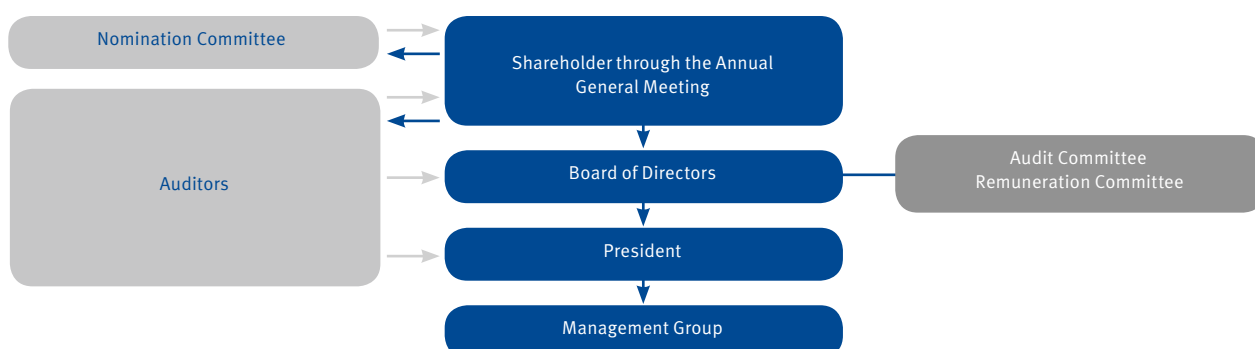 Nomination Committee
Shareholder through the Annual
General Meeting
Auditors
Board of Directors
Audit Committee
Remuneration Committee
President
Management Group